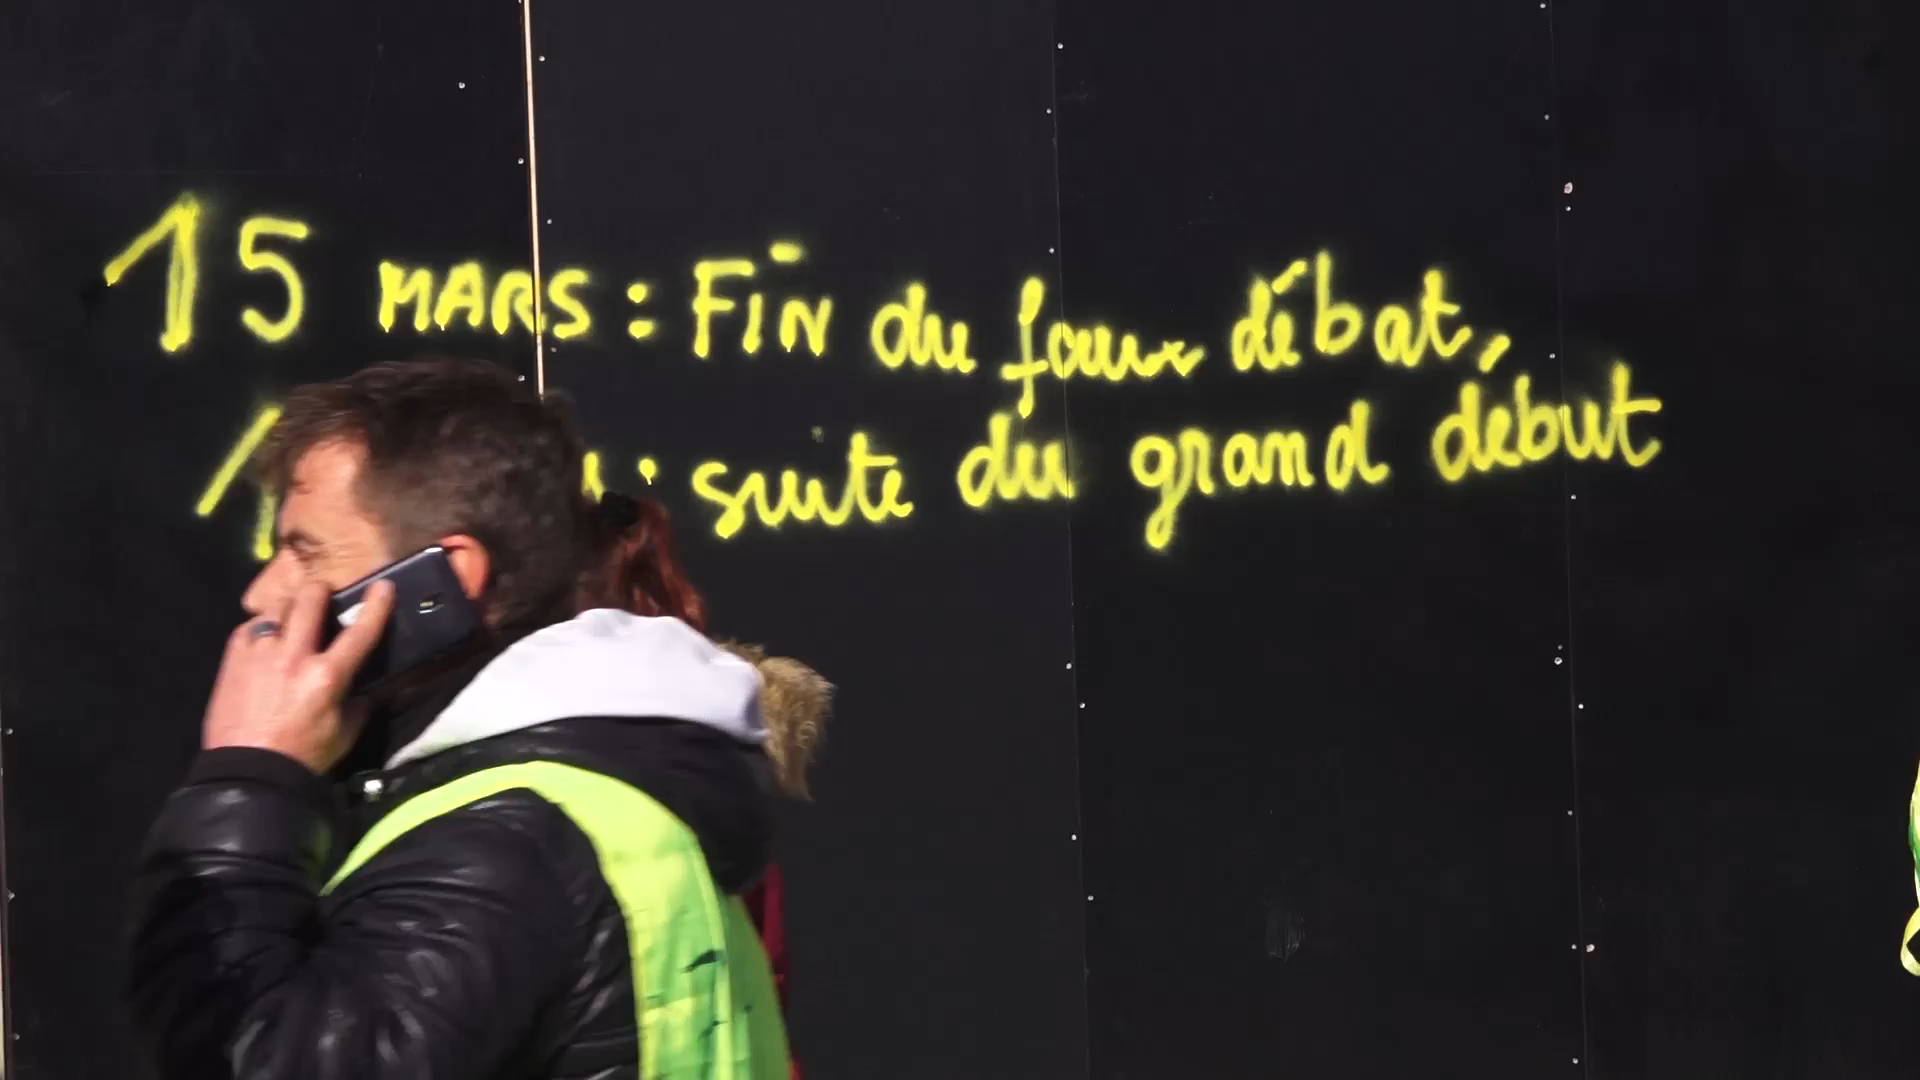 15 MARS : FiN du faux débat,
: suite du grand début